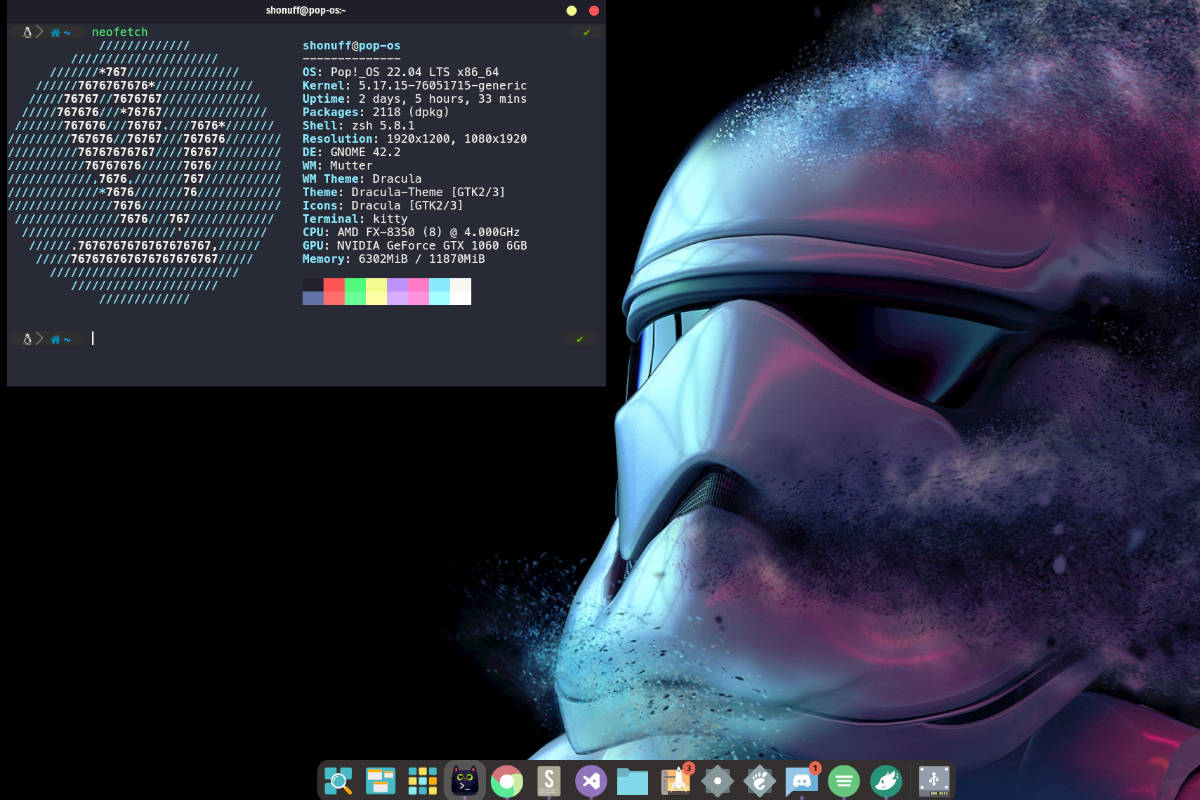 shonuff@pop-os:~
~ neofetch ✓
/////////////
/////////////////////
///////*767////////////////
//////7676767676*//////////////
/////76767//7676767//////////////
/////767676///*76767///////////////
///////767676///76767.///7676*///////
/////////767676//76767///767676////////
//////////76767676767////76767/////////
///////////76767676//////7676//////////
////////////,7676,///////767///////////
/////////////*7676///////76////////////
///////////////7676////////////////////
///////////////7676///767////////////
//////////////////////'////////////
//////.7676767676767676767,//////
/////767676767676767676767/////
///////////////////////////
/////////////////////
/////////////
shonuff@pop-os
--------------
OS: Pop!_OS 22.04 LTS x86_64
Kernel: 5.17.15-76051715-generic
Uptime: 2 days, 5 hours, 33 mins
Packages: 2118 (dpkg)
Shell: zsh 5.8.1
Resolution: 1920x1200, 1080x1920
DE: GNOME 42.2
WM: Mutter
WM Theme: Dracula
Theme: Dracula-Theme [GTK2/3]
Icons: Dracula [GTK2/3]
Terminal: kitty
CPU: AMD FX-8350 (8) @ 4.000GHz
GPU: NVIDIA GeForce GTX 1060 6GB
Memory: 6302MiB / 11870MiB
~ ✓
>_
S
3
1